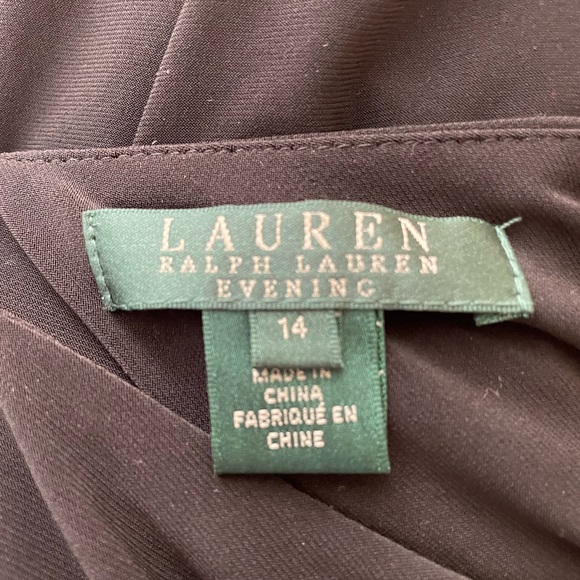 LAUREN
RALPH LAUREN
EVENING
14
MADE IN
CHINA
FABRIQUÉ EN
CHINE